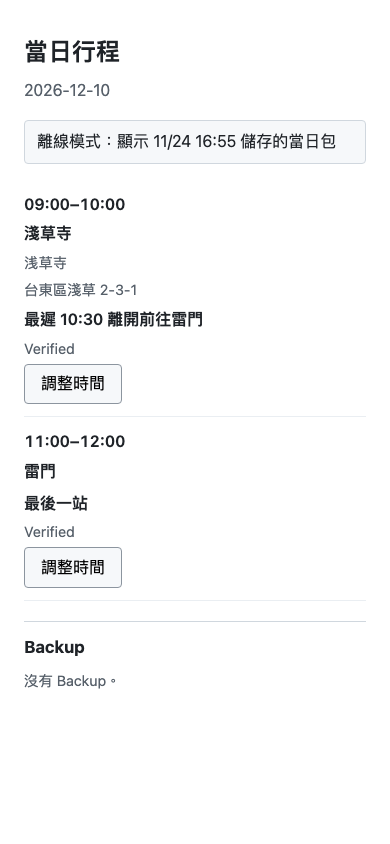 當日行程
2026-12-10
離線模式：顯示 11/24 16:55 儲存的當日包
09:00–10:00
淺草寺
浅草寺
台東區淺草 2-3-1
最遲 10:30 離開前往雷門
Verified
調整時間
11:00–12:00
雷門
最後一站
Verified
調整時間
Backup
沒有 Backup。